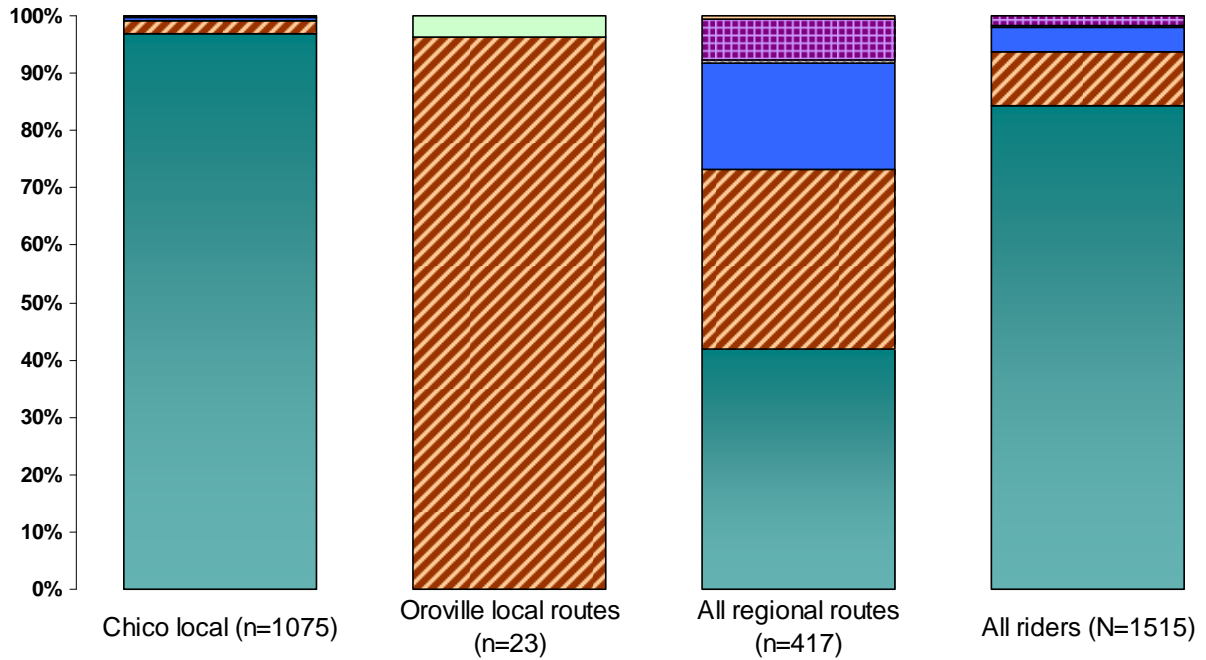 100%
90%
80%
70%
60%
50%
40%
30%
20%
10%
0%
Chico local (n=1075)
Oroville local routes
(n=23)
All regional routes
(n=417)
All riders (N=1515)